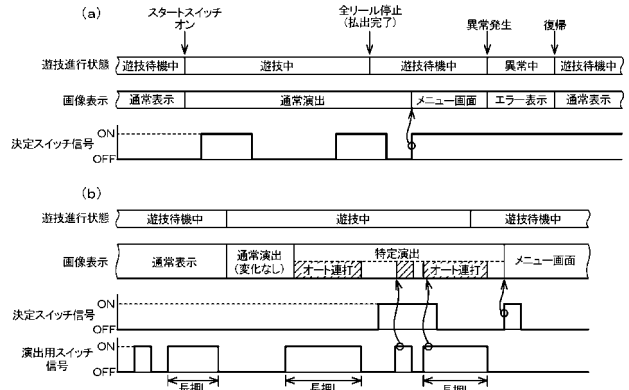 (a)
スタートスイッチ
オン
全リール停止
(払出完了)
異常発生
復帰
遊技進行状態
遊技待機中
遊技中
遊技待機中
異常中
遊技待機中
画像表示
通常表示
通常演出
メニュー画面
エラー表示
通常表示
決定スイッチ信号
ON
OFF
(b)
遊技進行状態
遊技待機中
遊技中
遊技待機中
画像表示
通常表示
通常演出
(変化なし)
特定演出
オート連打
オート連打
メニュー画面
決定スイッチ信号
ON
OFF
演出用スイッチ
信号
ON
OFF
長押し
長押し
長押し